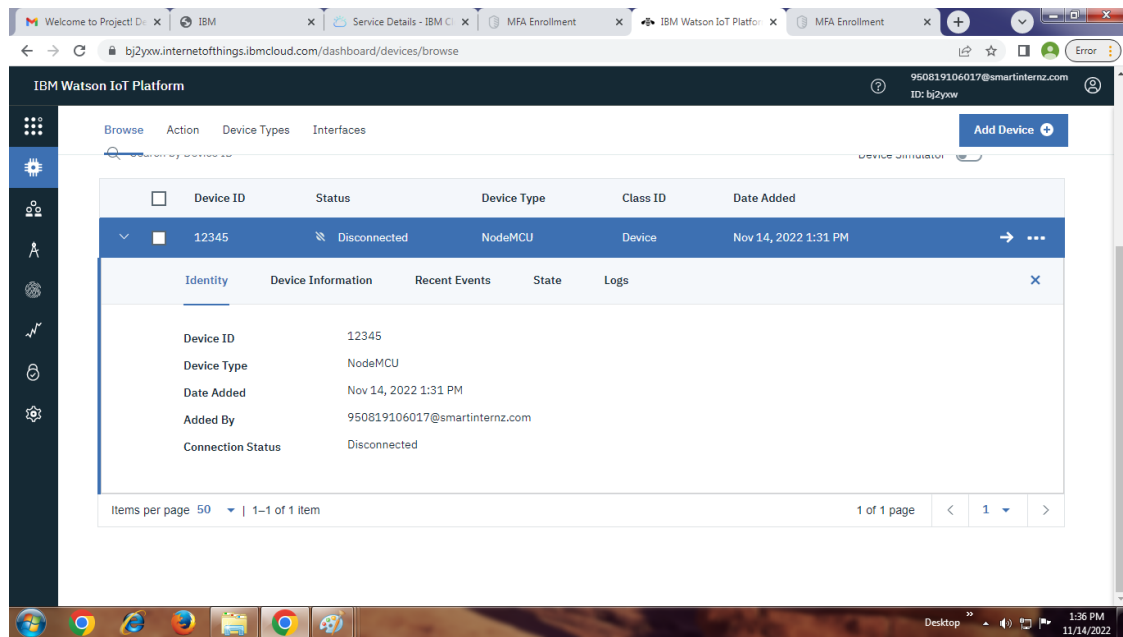 Welcome to Project! De
IBM
Service Details - IBM Cl
MFA Enrollment
IBM Watson IoT Platfor
MFA Enrollment
bj2yxw.internetofthings.ibmcloud.com/dashboard/devices/browse
Error
IBM Watson IoT Platform
950819106017@smartinternz.com
ID: bj2yxw
Browse Action Device Types Interfaces
Add Device
Search by Device ID
Device Simulator
Device ID Status Device Type Class ID Date Added
12345 Disconnected NodeMCU Device Nov 14, 2022 1:31 PM
Identity Device Information Recent Events State Logs
Device ID 12345
Device Type NodeMCU
Date Added Nov 14, 2022 1:31 PM
Added By 950819106017@smartinternz.com
Connection Status Disconnected
Items per page 50 | 1–1 of 1 item
1 of 1 page 1
Desktop
1:36 PM
11/14/2022